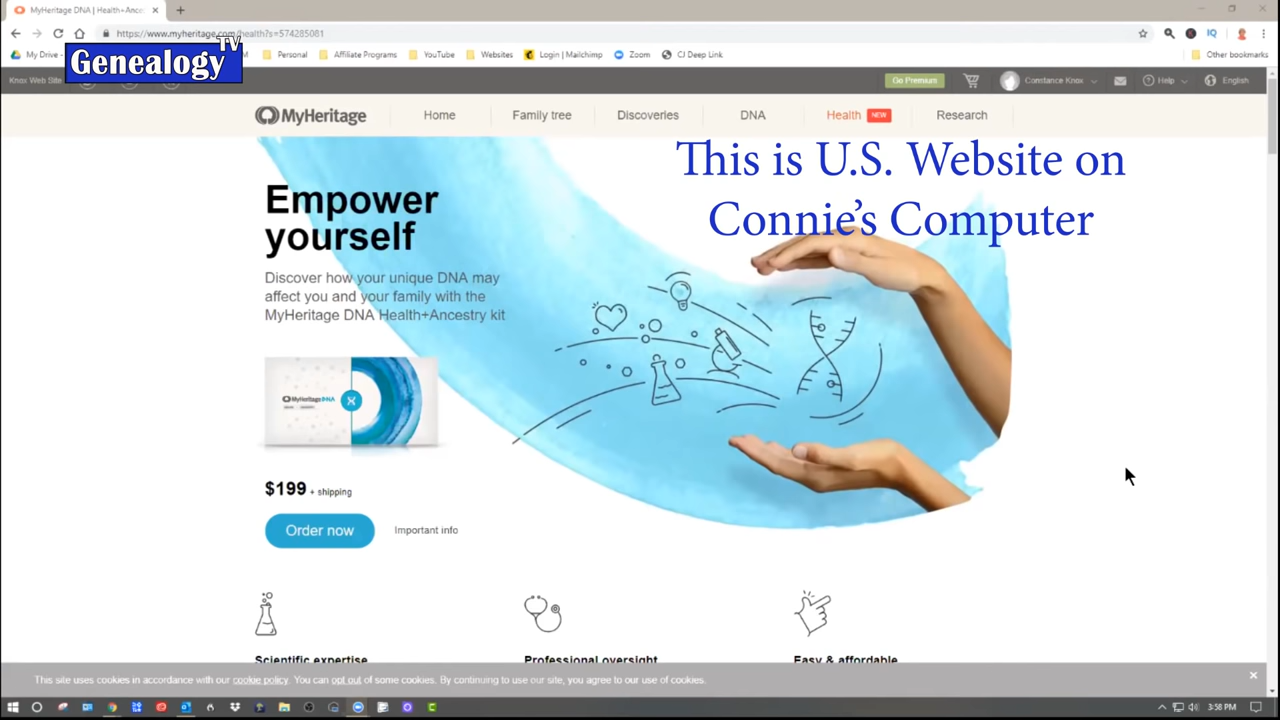 MyHeritage DNA | Health+Ances
https://www.myheritage.com/health?s=574285081
My Drive - Personal Affiliate Programs YouTube Websites Login | Mailchimp Zoom CJ Deep Link Other bookmarks
Genealogy TV
Knox Web Site Go Premium Constance Knox Help English
MyHeritage Home Family tree Discoveries DNA Health NEW Research
This is U.S. Website on
Connie's Computer
Empower
yourself
Discover how your unique DNA may
affect you and your family with the
MyHeritage DNA Health+Ancestry kit
MyHeritage DNA
$199 + shipping
Order now Important info
Scientific expertise Professional oversight Easy & affordable
This site uses cookies in accordance with our cookie policy. You can opt out of some cookies. By continuing to use our site, you agree to our use of cookies.
3:58 PM